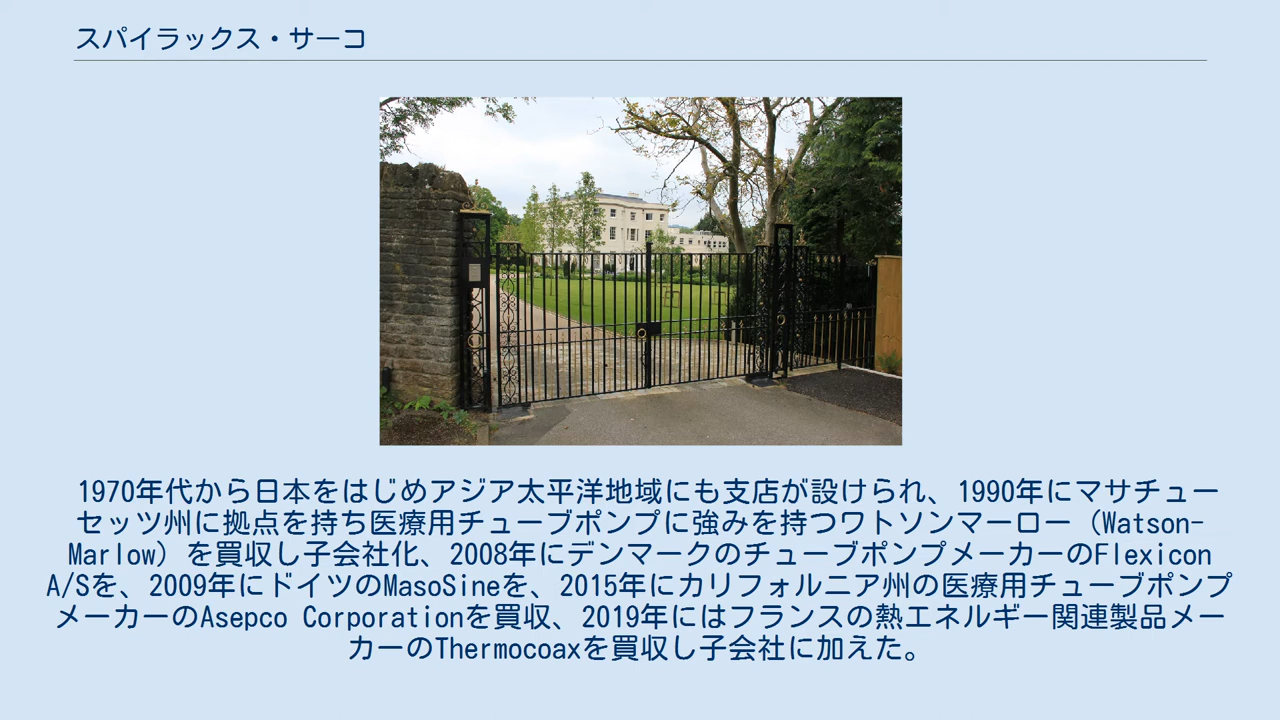 スパイラックス・サーコ
1970年代から日本をはじめアジア太平洋地域にも支店が設けられ、1990年にマサチュー
セッツ州に拠点を持ち医療用チューブポンプに強みを持つワトソンマーロー（Watson-
Marlow）を買収し子会社化、2008年にデンマークのチューブポンプメーカーのFlexicon
A/Sを、2009年にドイツのMasoSineを、2015年にカリフォルニア州の医療用チューブポンプ
メーカーのAsepco Corporationを買収、2019年にはフランスの熱エネルギー関連製品メー
カーのThermocoaxを買収し子会社に加えた。